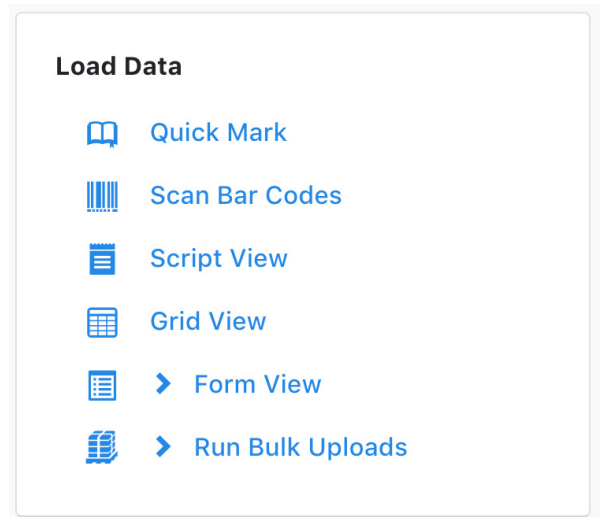 Load Data
Quick Mark
Scan Bar Codes
Script View
Grid View
Form View
Run Bulk Uploads